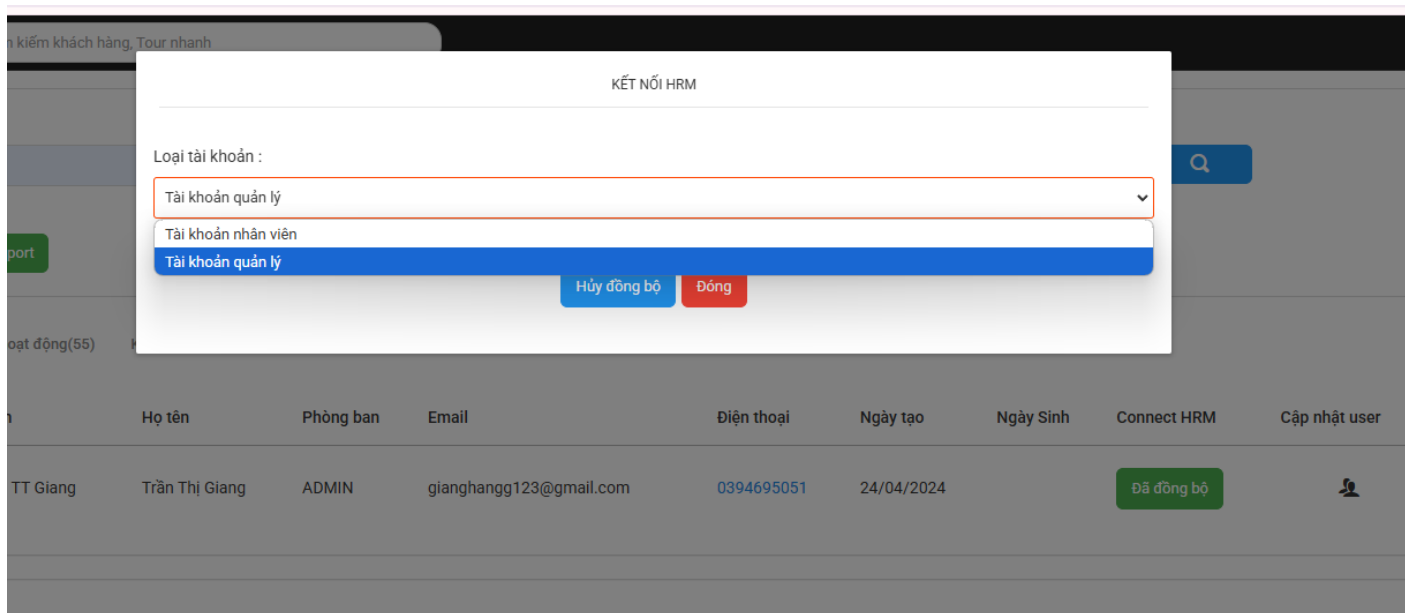 kiếm khách hàng, Tour nhanh
KẾT NỐI HRM
Loại tài khoản :
Tài khoản quản lý
Tài khoản nhân viên
Tài khoản quản lý
port
Hủy đồng bộ Đóng
oạt động(55)
Họ tên Phòng ban Email Điện thoại Ngày tạo Ngày Sinh Connect HRM Cập nhật user
TT Giang Trần Thị Giang ADMIN gianghangg123@gmail.com 0394695051 24/04/2024 Đã đồng bộ